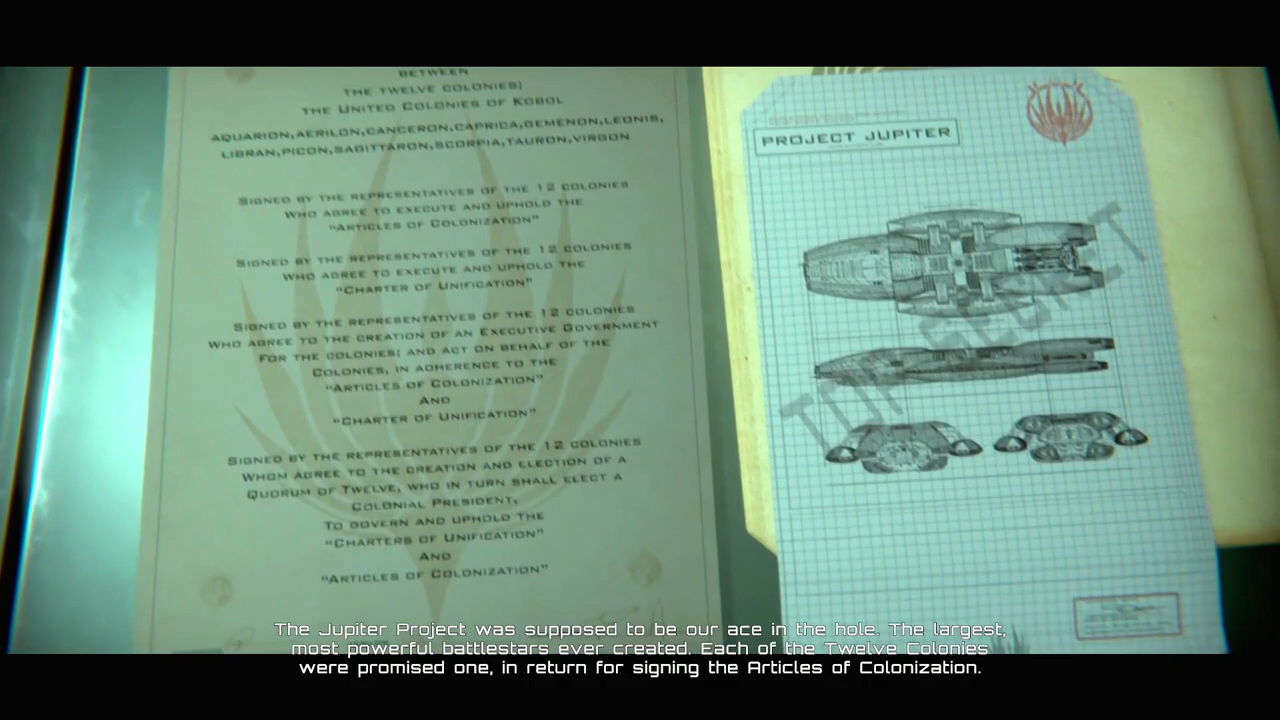 BETWEEN
THE TWELVE COLONIES;
THE UNITED COLONIES OF KOBOL
AQUARION,AERILON,CANCERON,CAPRICA,GEMENON,LEONIS,
LIBRAN,PICON,SAGITTARON,SCORPIA,TAURON,VIRGON
SIGNED BY THE REPRESENTATIVES OF THE 12 COLONIES
WHO AGREE TO EXECUTE AND UPHOLD THE
"ARTICLES OF COLONIZATION"
SIGNED BY THE REPRESENTATIVES OF THE 12 COLONIES
WHO AGREE TO EXECUTE AND UPHOLD THE
"CHARTER OF UNIFICATION"
SIGNED BY THE REPRESENTATIVES OF THE 12 COLONIES
WHO AGREE TO THE CREATION OF AN EXECUTIVE GOVERNMENT
FOR THE COLONIES; AND ACT ON BEHALF OF THE
COLONIES, IN ADHERENCE TO THE
"ARTICLES OF COLONIZATION"
AND
"CHARTER OF UNIFICATION"
SIGNED BY THE REPRESENTATIVES OF THE 12 COLONIES
WHOM AGREE TO THE CREATION AND ELECTION OF A
QUORUM OF TWELVE, WHO IN TURN SHALL ELECT A
COLONIAL PRESIDENT,
TO GOVERN AND UPHOLD THE
"CHARTERS OF UNIFICATION"
AND
"ARTICLES OF COLONIZATION"
PROJECT JUPITER
TOP SECRET
The Jupiter Project was supposed to be our ace in the hole. The largest,
most powerful battlestars ever created. Each of the Twelve Colonies
were promised one, in return for signing the Articles of Colonization.